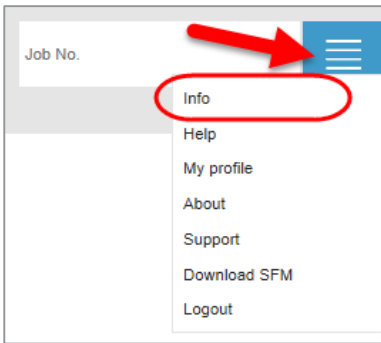 Job No.
Info
Help
My profile
About
Support
Download SFM
Logout